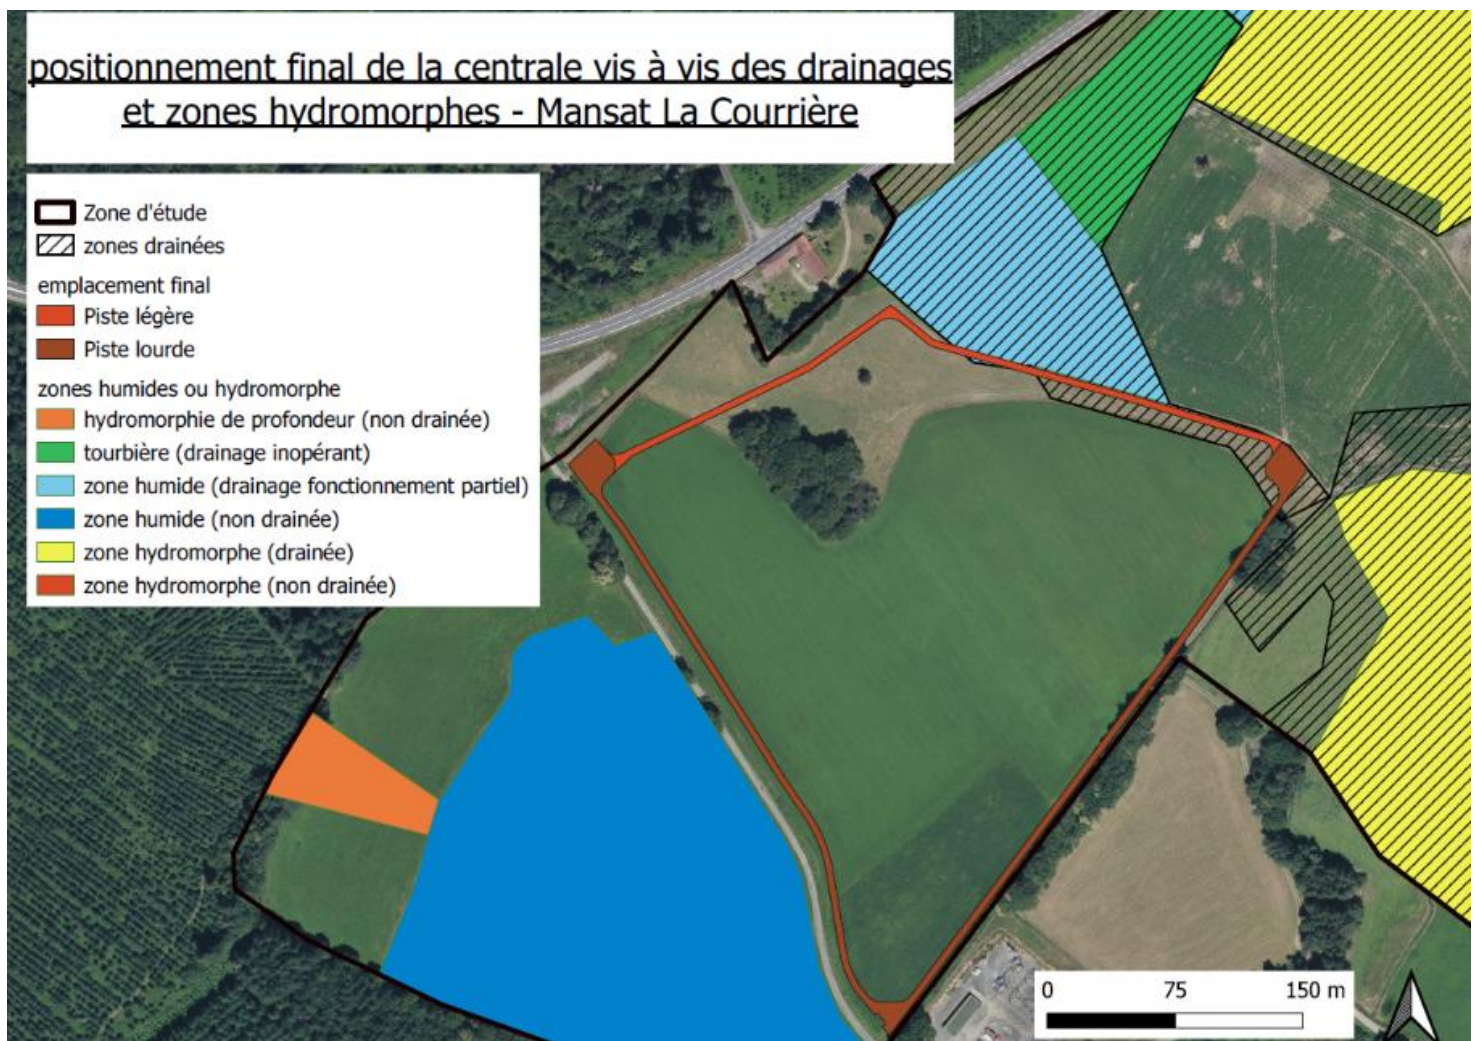 positionnement final de la centrale vis à vis des drainages
et zones hydromorphes - Mansat La Courrière
Zone d'étude
zones drainées
emplacement final
Piste légère
Piste lourde
zones humides ou hydromorphe
hydromorphie de profondeur (non drainée)
tourbière (drainage inopérant)
zone humide (drainage fonctionnement partiel)
zone humide (non drainée)
zone hydromorphe (drainée)
zone hydromorphe (non drainée)
0 75 150 m